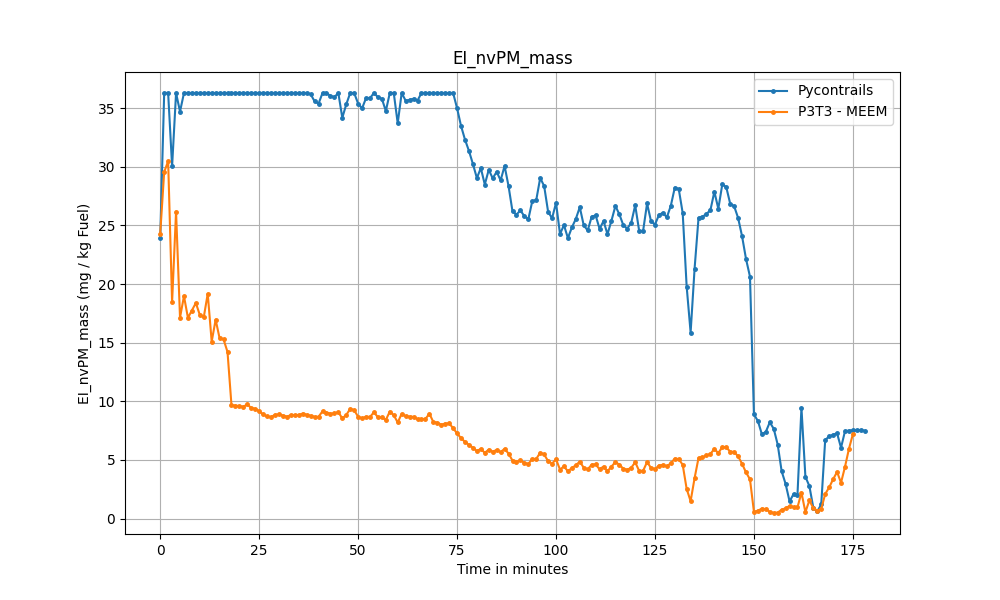 EI_nvPM_mass
Pycontrails
P3T3 - MEEM
EI_nvPM_mass (mg / kg Fuel)
35
30
25
20
15
10
5
0
0 25 50 75 100 125 150 175
Time in minutes